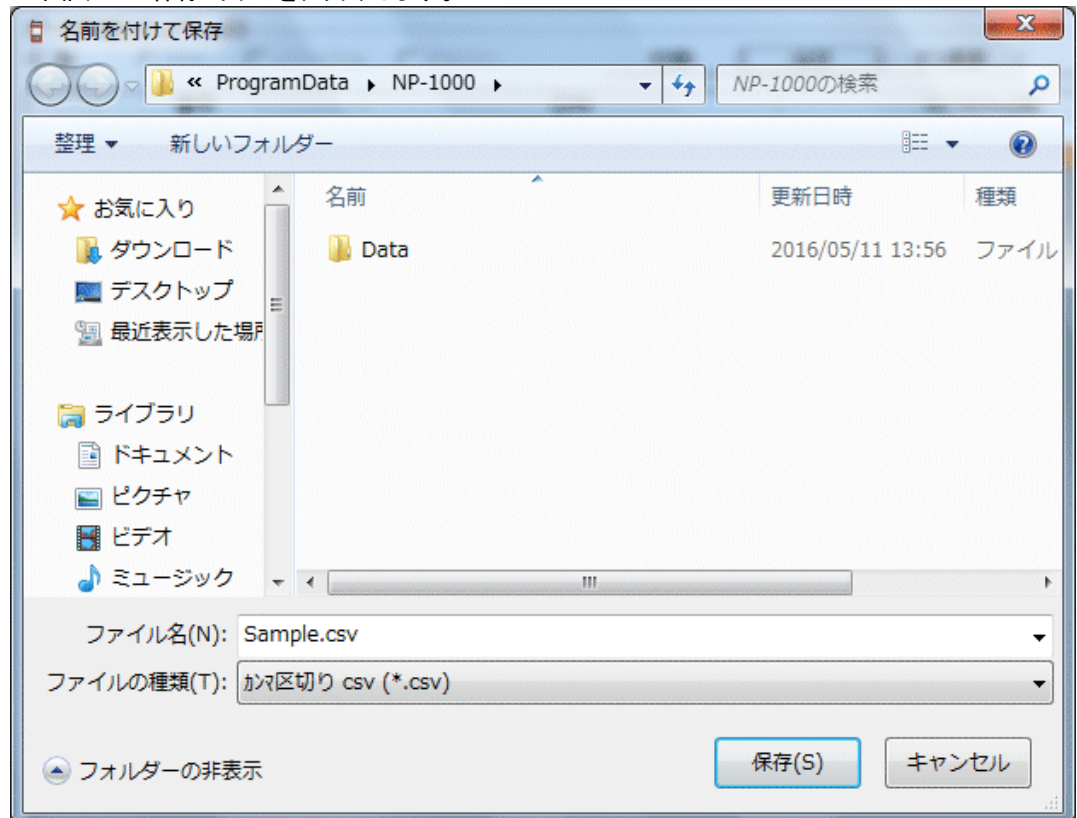 名前を付けて保存
« ProgramData ▸ NP-1000 ▸
NP-1000の検索
整理 ▼ 新しいフォルダー
お気に入り
ダウンロード
デスクトップ
最近表示した場所
ライブラリ
ドキュメント
ピクチャ
ビデオ
ミュージック
名前 更新日時 種類
Data 2016/05/11 13:56 ファイル
ファイル名(N): Sample.csv
ファイルの種類(T): カンマ区切り csv (*.csv)
フォルダーの非表示 保存(S) キャンセル